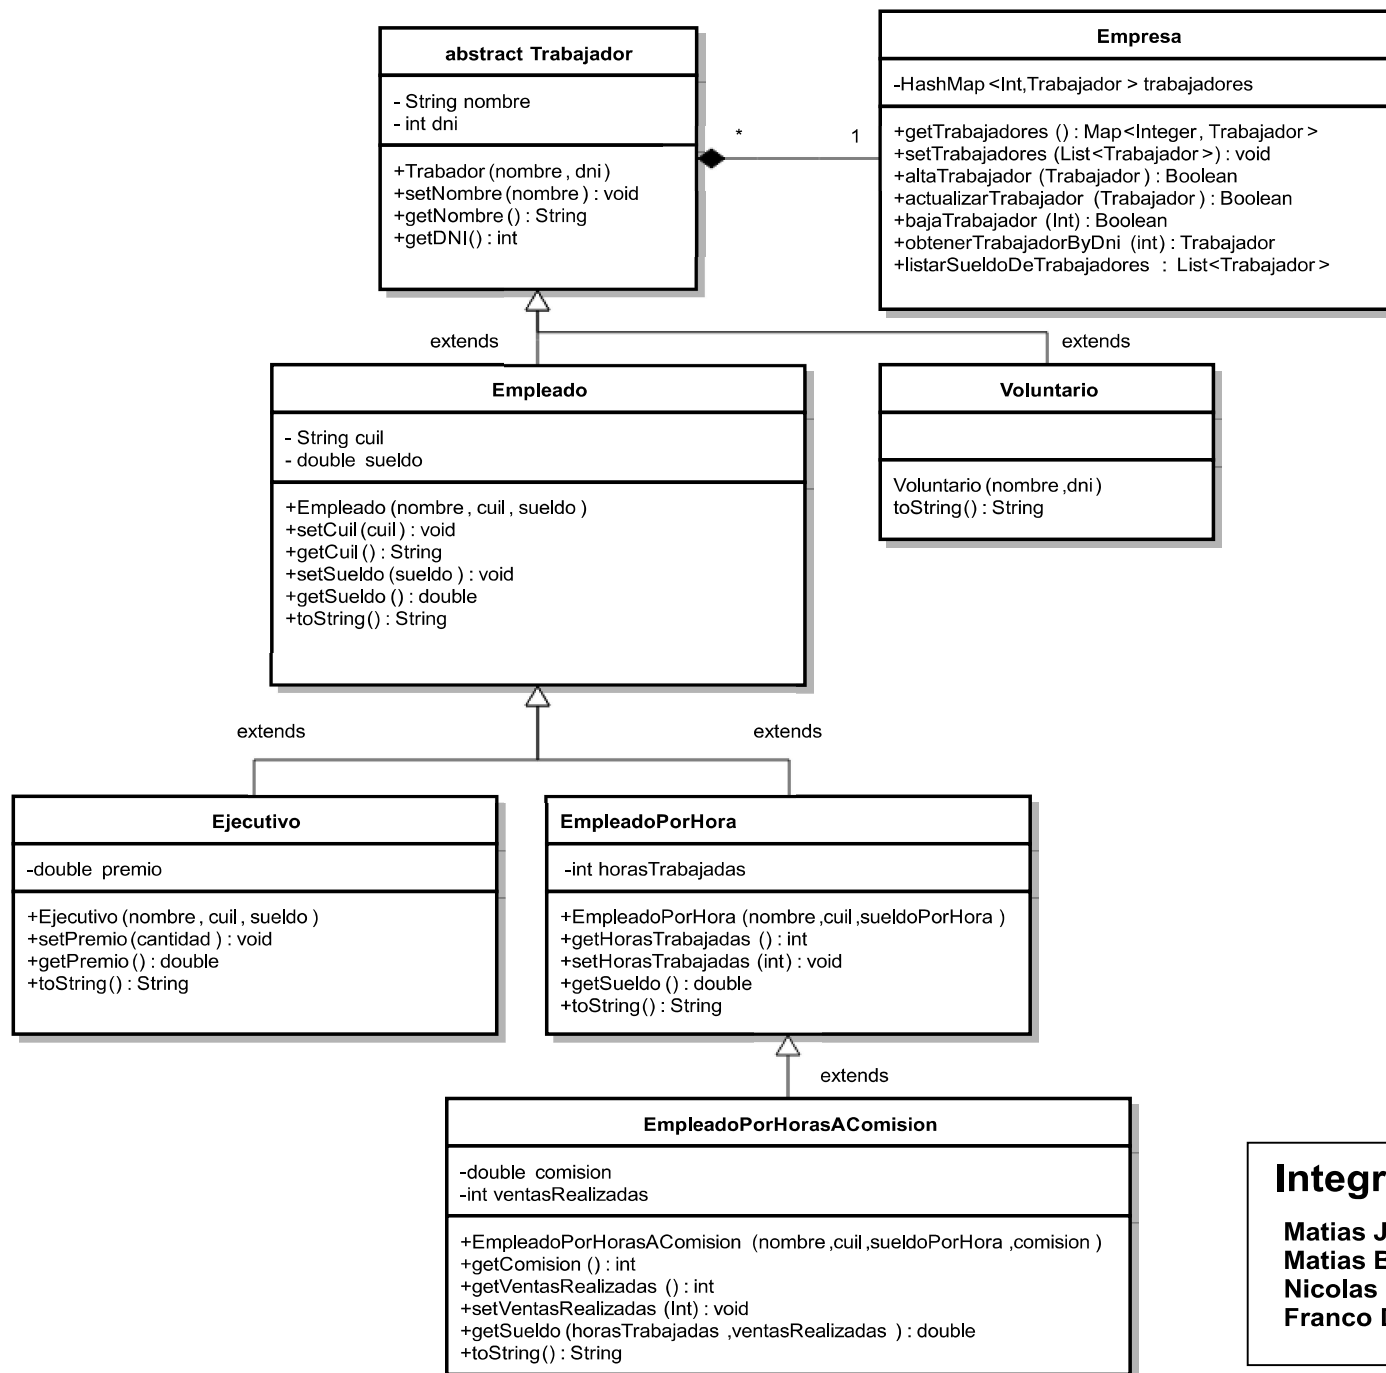 abstract Trabajador
- String nombre
- int dni
+Trabador(nombre, dni)
+setNombre(nombre) : void
+getNombre() : String
+getDNI() : int
*
1
Empresa
-HashMap<Int,Trabajador> trabajadores
+getTrabajadores () : Map<Integer, Trabajador>
+setTrabajadores (List<Trabajador>) : void
+altaTrabajador (Trabajador) : Boolean
+actualizarTrabajador (Trabajador) : Boolean
+bajaTrabajador (Int) : Boolean
+obtenerTrabajadorByDni (int) : Trabajador
+listarSueldoDeTrabajadores : List<Trabajador>
extends
extends
Empleado
- String cuil
- double sueldo
+Empleado(nombre, cuil, sueldo)
+setCuil(cuil) : void
+getCuil() : String
+setSueldo(sueldo) : void
+getSueldo() : double
+toString() : String
Voluntario
Voluntario(nombre,dni)
toString() : String
extends
extends
Ejecutivo
-double premio
+Ejecutivo(nombre, cuil, sueldo)
+setPremio(cantidad) : void
+getPremio() : double
+toString() : String
EmpleadoPorHora
-int horasTrabajadas
+EmpleadoPorHora(nombre,cuil,sueldoPorHora)
+getHorasTrabajadas () : int
+setHorasTrabajadas (int) : void
+getSueldo() : double
+toString() : String
extends
EmpleadoPorHorasAComision
-double comision
-int ventasRealizadas
+EmpleadoPorHorasAComision (nombre,cuil,sueldoPorHora,comision)
+getComision () : int
+getVentasRealizadas () : int
+setVentasRealizadas (Int) : void
+getSueldo(horasTrabajadas,ventasRealizadas) : double
+toString() : String
Integr
Matias J
Matias
Nicolas
Franco